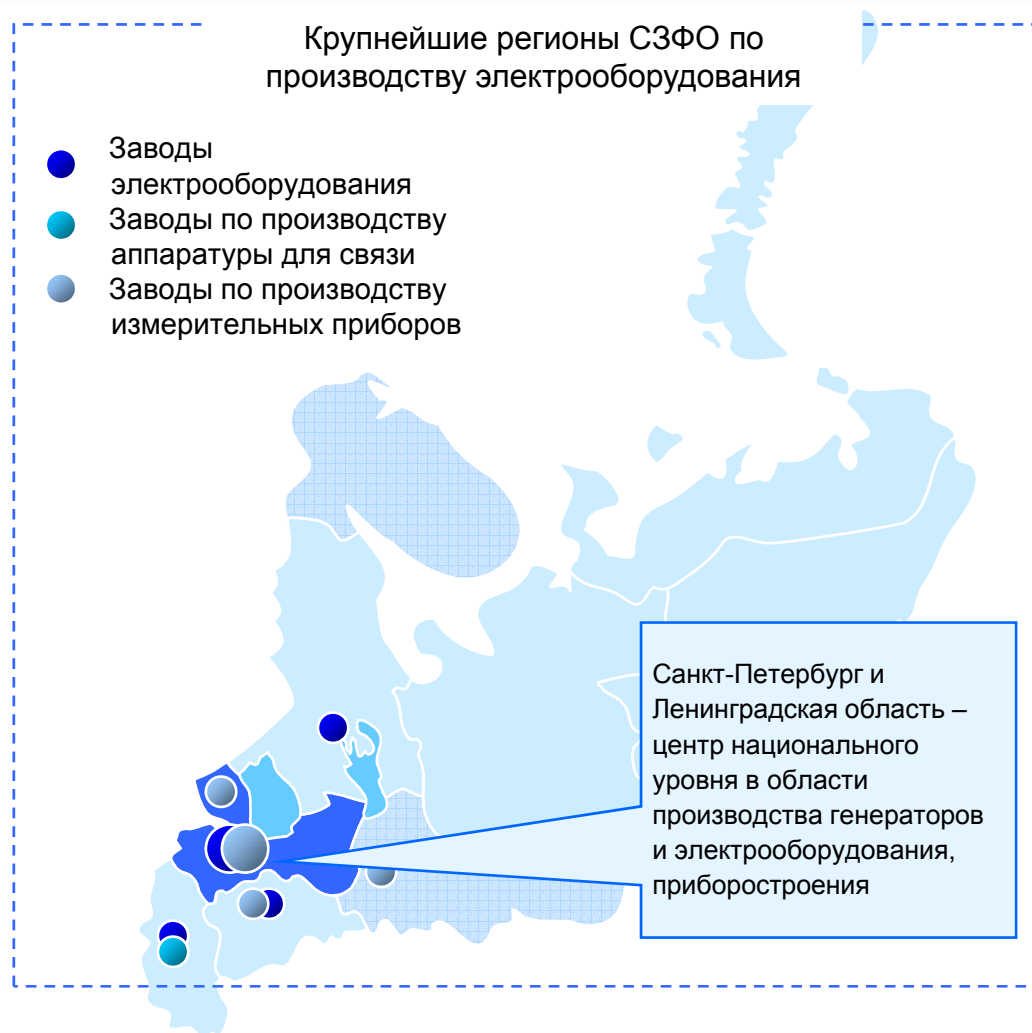 Крупнейшие регионы СЗФО по
производству электрооборудования
Заводы
электрооборудования
Заводы по производству
аппаратуры для связи
Заводы по производству
измерительных приборов
Санкт-Петербург и
Ленинградская область –
центр национального
уровня в области
производства генераторов
и электрооборудования,
приборостроения